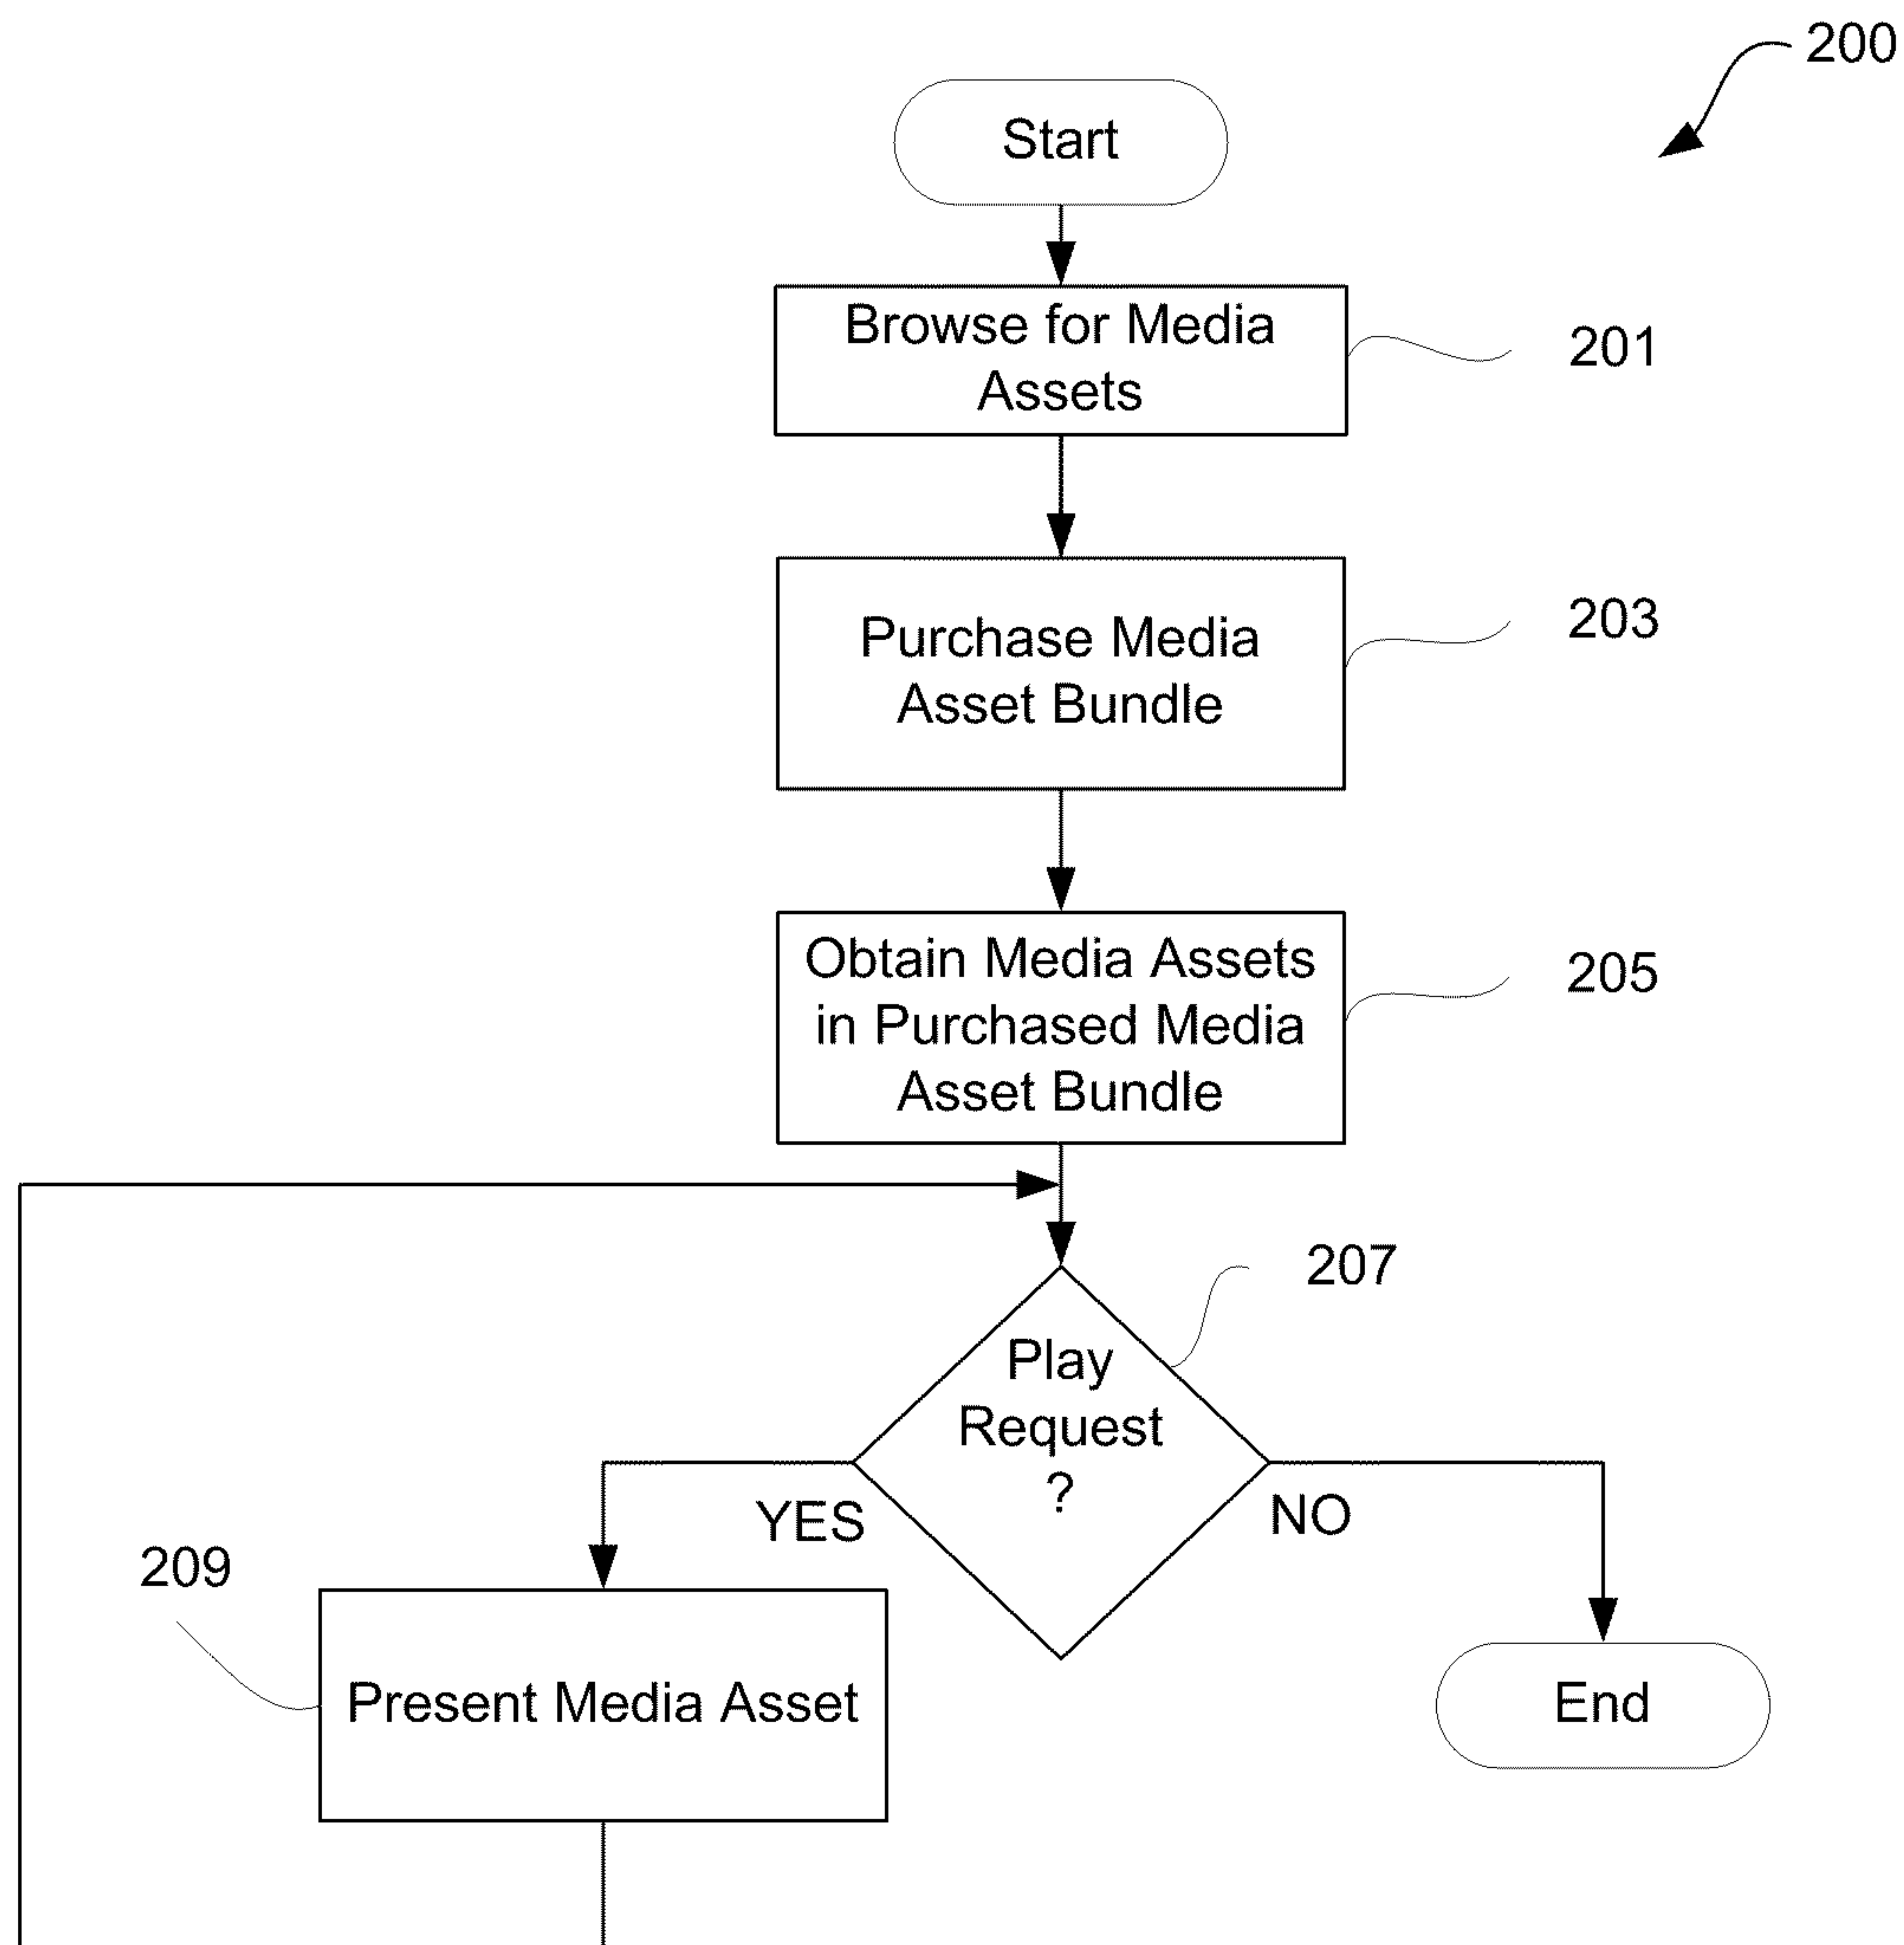 200
Start
Browse for Media
Assets
201
Purchase Media
Asset Bundle
203
Obtain Media Assets
in Purchased Media
Asset Bundle
205
207
Play
Request
?
YES
NO
209
Present Media Asset
End